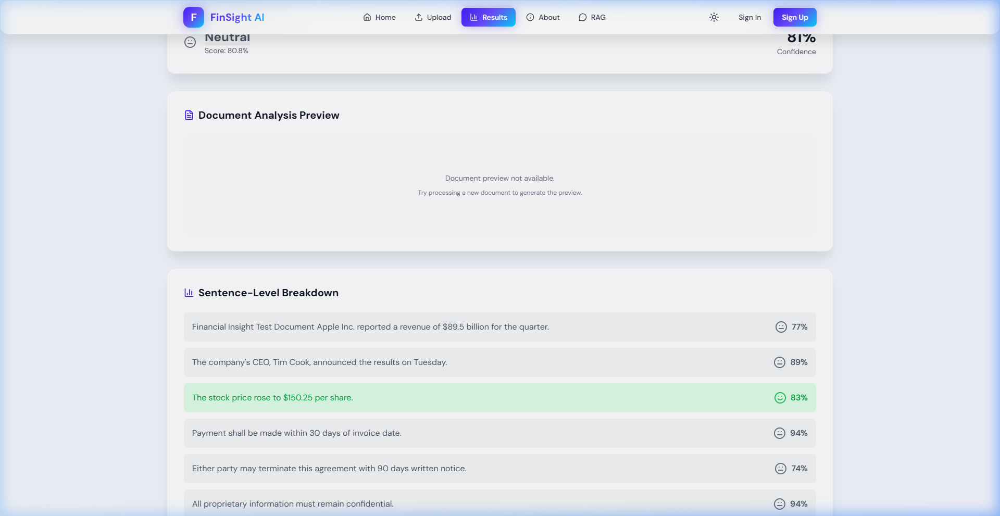 F FinSight AI Home Upload Results About RAG Sign In Sign Up
Neutral 81%
Score: 80.8% Confidence
Document Analysis Preview
Document preview not available.
Try processing a new document to generate the preview.
Sentence-Level Breakdown
Financial Insight Test Document Apple Inc. reported a revenue of $89.5 billion for the quarter. 77%
The company's CEO, Tim Cook, announced the results on Tuesday. 89%
The stock price rose to $150.25 per share. 83%
Payment shall be made within 30 days of invoice date. 94%
Either party may terminate this agreement with 90 days written notice. 74%
All proprietary information must remain confidential. 94%